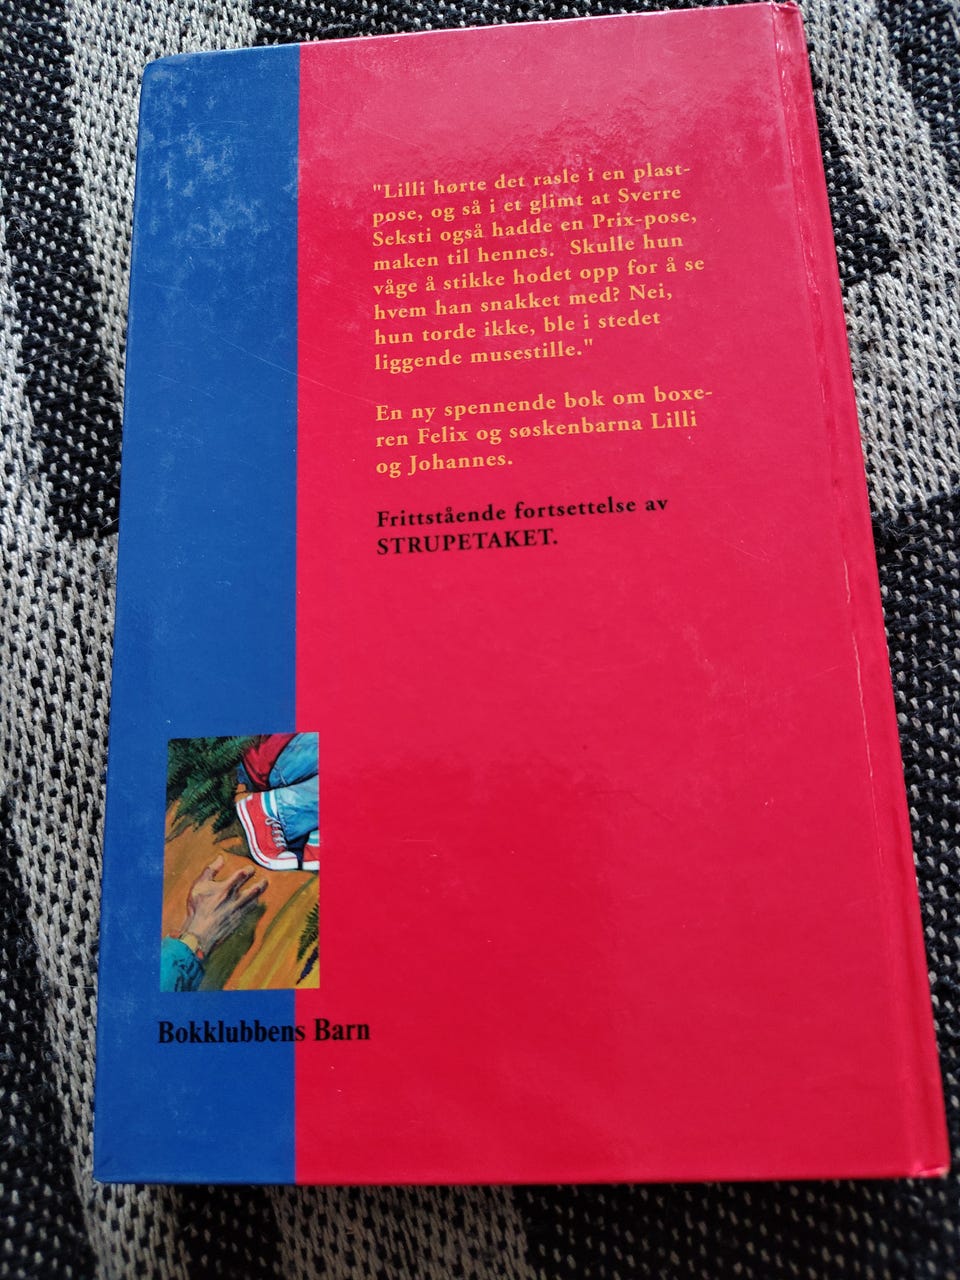 "Lilli hørte det rasle i en plast-
pose, og så i et glimt at Sverre
Seksti også hadde en Prix-pose,
maken til hennes. Skulle hun
våge å stikke hodet opp for å se
hvem han snakket med? Nei,
hun torde ikke, ble i stedet
liggende musestille."
En ny spennende bok om boxe-
ren Felix og søskenbarna Lilli
og Johannes.
Frittstående fortsettelse av
STRUPETAKET.
Bokklubbens Barn